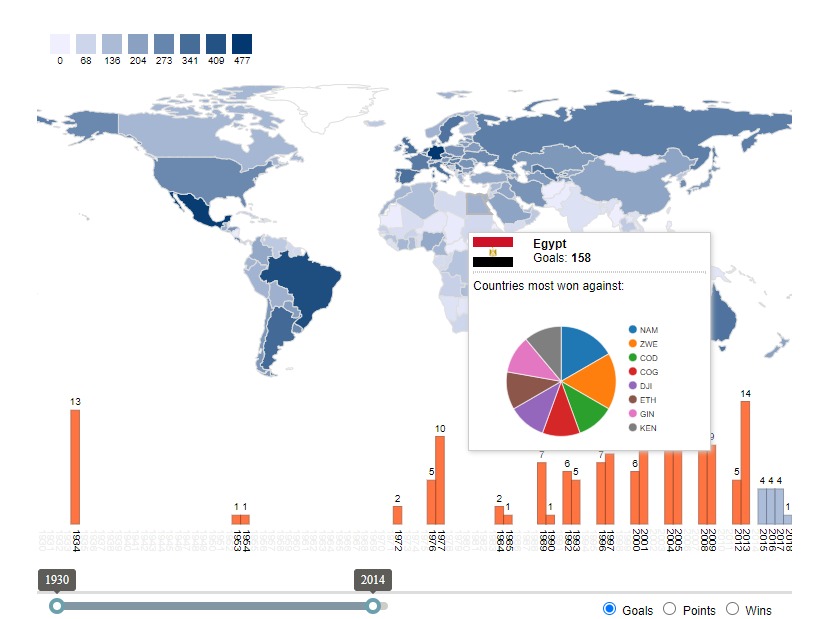 0 68 136 204 273 341 409 477
Egypt
Goals: 158
Countries most won against:
NAM
ZWE
COD
COG
DJI
ETH
GIN
KEN
13 1 1 2 5 10 2 1 7 1 6 5 7 6 9 5 14 4 4 4 1
1934 1953 1954 1972 1976 1977 1984 1985 1989 1990 1992 1993 1996 1997 2000 2001 2004 2005 2008 2009 2012 2013 2015 2016 2017 2018
1930 2014
Goals Points Wins